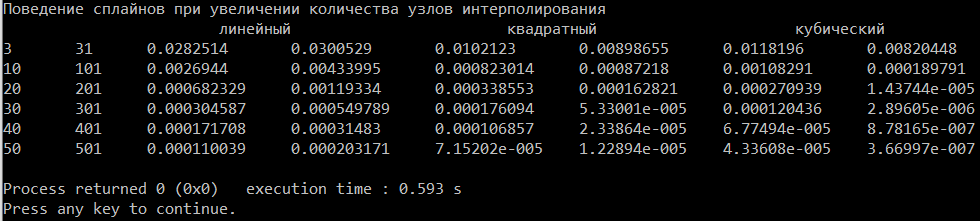 Поведение сплайнов при увеличении количества узлов интерполирования
линейный квадратный кубический
3 31 0.0282514 0.0300529 0.0102123 0.00898655 0.0118196 0.00820448
10 101 0.0026944 0.00433995 0.000823014 0.00087218 0.00108291 0.000189791
20 201 0.000682329 0.00119334 0.000338553 0.000162821 0.000270939 1.43744e-005
30 301 0.000304587 0.000549789 0.000176094 5.33001e-005 0.000120436 2.89605e-006
40 401 0.000171708 0.00031483 0.000106857 2.33864e-005 6.77494e-005 8.78165e-007
50 501 0.000110039 0.000203171 7.15202e-005 1.22894e-005 4.33608e-005 3.66997e-007
Process returned 0 (0x0) execution time : 0.593 s
Press any key to continue.